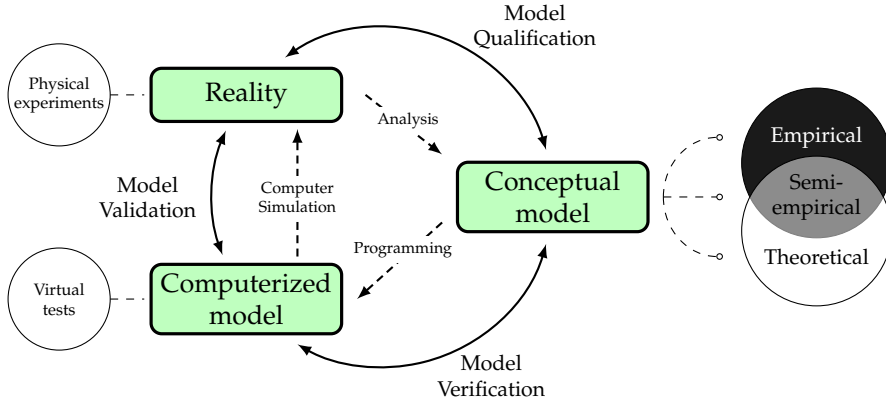 Model
Qualification
Physical
experiments
Reality
Analysis
Empirical
Model
Validation
Computer
Simulation
Conceptual
model
Semi-
empirical
Programming
Theoretical
Virtual
tests
Computerized
model
Model
Verification